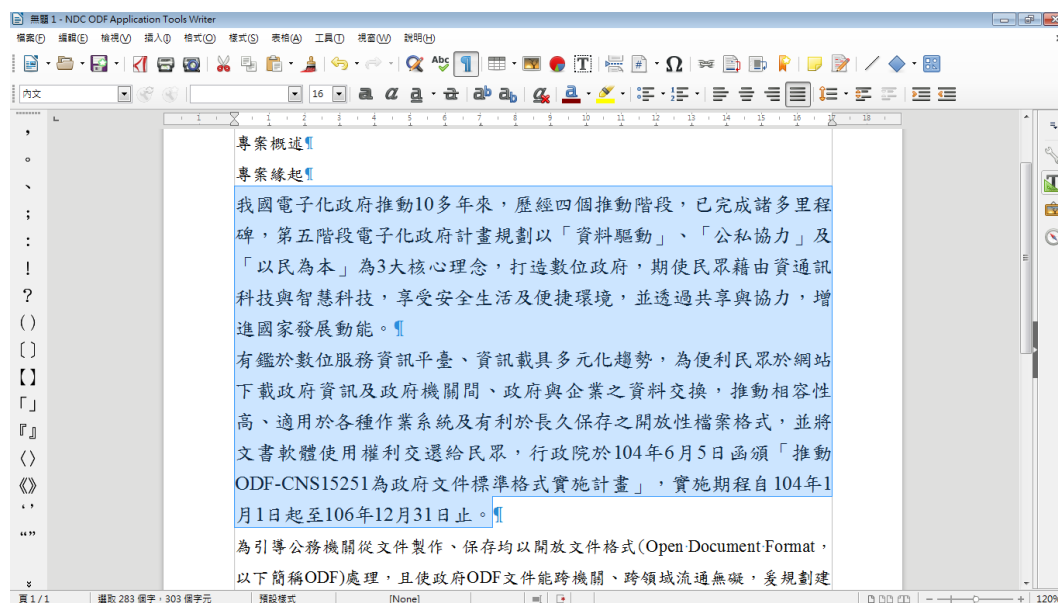 無題 1 - NDC ODF Application Tools Writer
檔案(F) 編輯(E) 檢視(V) 插入(I) 格式(O) 樣式(S) 表格(A) 工具(T) 視窗(W) 說明(H)
內文 16
1 1 2 3 4 5 6 7 8 9 10 11 12 13 14 15 16 17 18
專案概述¶
專案緣起¶
我國電子化政府推動10多年來，歷經四個推動階段，已完成諸多里程
碑，第五階段電子化政府計畫規劃以「資料驅動」、「公私協力」及
「以民為本」為3大核心理念，打造數位政府，期使民眾藉由資通訊
科技與智慧科技，享受安全生活及便捷環境，並透過共享與協力，增
進國家發展動能。¶
有鑑於數位服務資訊平臺、資訊載具多元化趨勢，為便利民眾於網站
下載政府資訊及政府機關間、政府與企業之資料交換，推動相容性
高、適用於各種作業系統及有利於長久保存之開放性檔案格式，並將
文書軟體使用權利交還給民眾，行政院於104年6月5日函頒「推動
ODF-CNS15251為政府文件標準格式實施計畫」，實施期程自104年1
月1日起至106年12月31日止。¶
為引導公務機關從文件製作、保存均以開放文件格式(Open Document Format，
以下簡稱ODF)處理，且使政府ODF文件能跨機關、跨領域流通無礙，爰規劃建
，
。
、
；
：
！
？
( )
〔 〕
【 】
「 」
『 』
〈 〉
《 》
‘ ’
“ ”
頁 1 / 1 選取 283 個字，303 個字元 預設樣式 [None] 120%